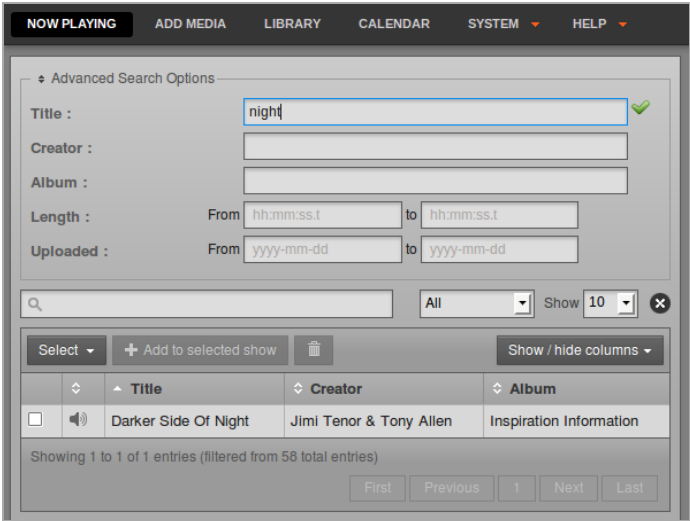 NOW PLAYING ADD MEDIA LIBRARY CALENDAR SYSTEM HELP
Advanced Search Options
Title :
night
Creator :
Album :
Length : From hh:mm:ss.t to hh:mm:ss.t
Uploaded : From yyyy-mm-dd to yyyy-mm-dd
All Show 10
Select + Add to selected show Show / hide columns
Title Creator Album
Darker Side Of Night Jimi Tenor & Tony Allen Inspiration Information
Showing 1 to 1 of 1 entries (filtered from 58 total entries)
First Previous 1 Next Last